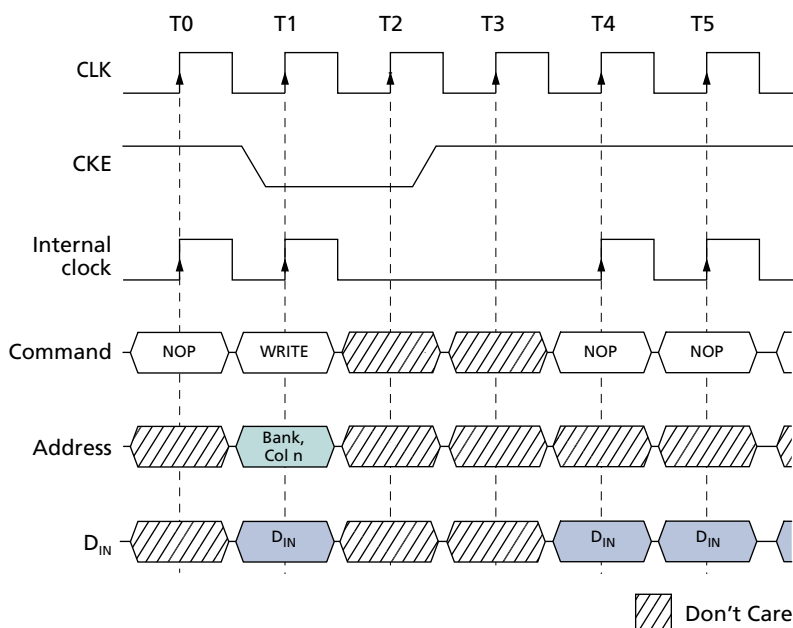 T0 T1 T2 T3 T4 T5
CLK
CKE
Internal
clock
Command NOP WRITE NOP NOP
Address Bank,
Col n
DIN DIN DIN DIN
Don't Care